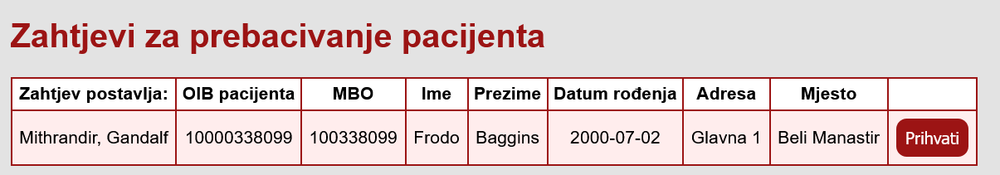 Zahtjevi za prebacivanje pacijenta
Zahtjev postavlja: OIB pacijenta MBO Ime Prezime Datum rođenja Adresa Mjesto
Mithrandir, Gandalf 10000338099 100338099 Frodo Baggins 2000-07-02 Glavna 1 Beli Manastir Prihvati